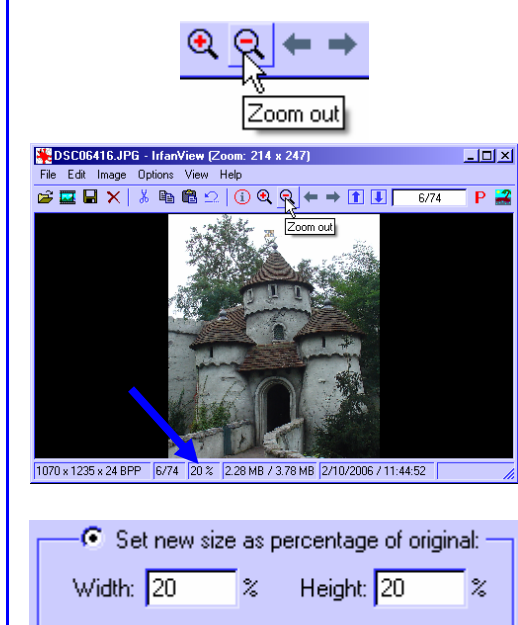 Zoom out
DSC06416.JPG - IrfanView (Zoom: 214 x 247)
File Edit Image Options View Help
6/74 P
Zoom out
1070 x 1235 x 24 BPP 6/74 20 % 2.28 MB / 3.78 MB 2/10/2006 / 11:44:52
Set new size as percentage of original:
Width: 20 % Height: 20 %